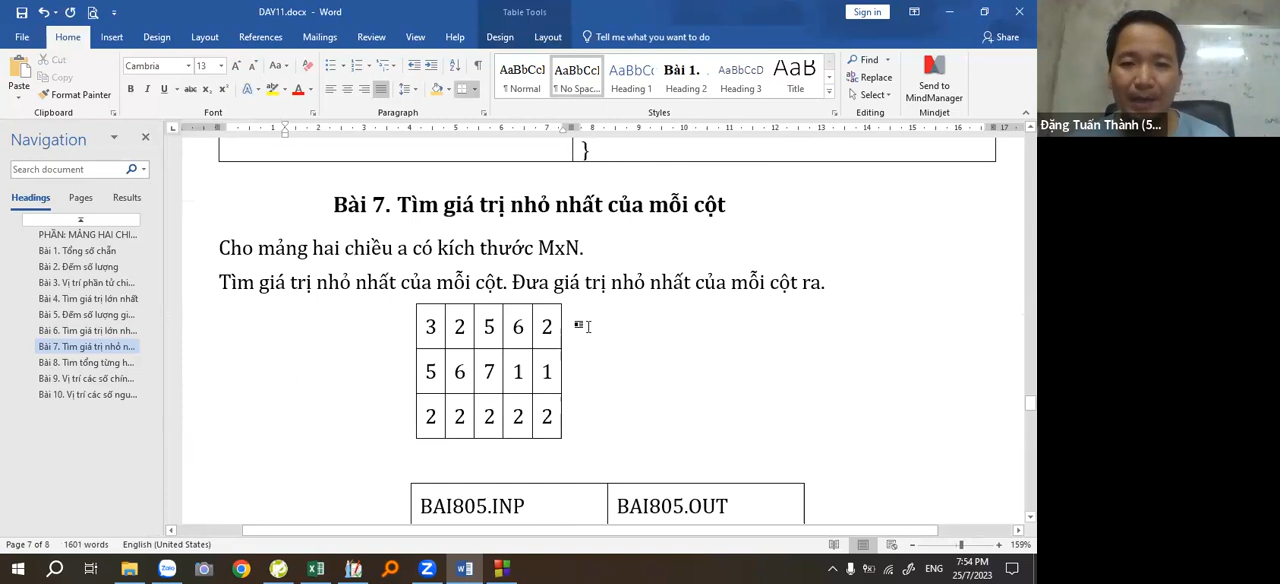 DAY11.docx - Word
Table Tools
Sign in
File
Home
Insert
Design
Layout
References
Mailings
Review
View
Help
Design
Layout
Tell me what you want to do
Share
Paste
Cut
Copy
Format Painter
Clipboard
Cambria
13
Font
Paragraph
AaBbCcI
¶ Normal
AaBbCcI
¶ No Spac...
AaBbCc
Heading 1
Bài 1.
Heading 2
AaBbCcD
Heading 3
AaB
Title
Styles
Find
Replace
Select
Editing
Send to
MindManager
Mindjet
Đặng Tuấn Thành (5...
Navigation
Search document
Headings
Pages
Results
PHẦN: MẢNG HAI CHI...
Bài 1. Tổng số chẵn
Bài 2. Đếm số lượng
Bài 3. Vị trí phần tử chi...
Bài 4. Tìm giá trị lớn nhất
Bài 5. Đếm số lượng gi...
Bài 6. Tìm giá trị lớn nh...
Bài 7. Tìm giá trị nhỏ n...
Bài 8. Tìm tổng từng h...
Bài 9. Vị trí các số chín...
Bài 10. Vị trí các số ngu...
}
Bài 7. Tìm giá trị nhỏ nhất của mỗi cột
Cho mảng hai chiều a có kích thước MxN.
Tìm giá trị nhỏ nhất của mỗi cột. Đưa giá trị nhỏ nhất của mỗi cột ra.
3 2 5 6 2
5 6 7 1 1
2 2 2 2 2
BAI805.INP BAI805.OUT
Page 7 of 8
1601 words
English (United States)
159%
ENG
7:54 PM
25/7/2023